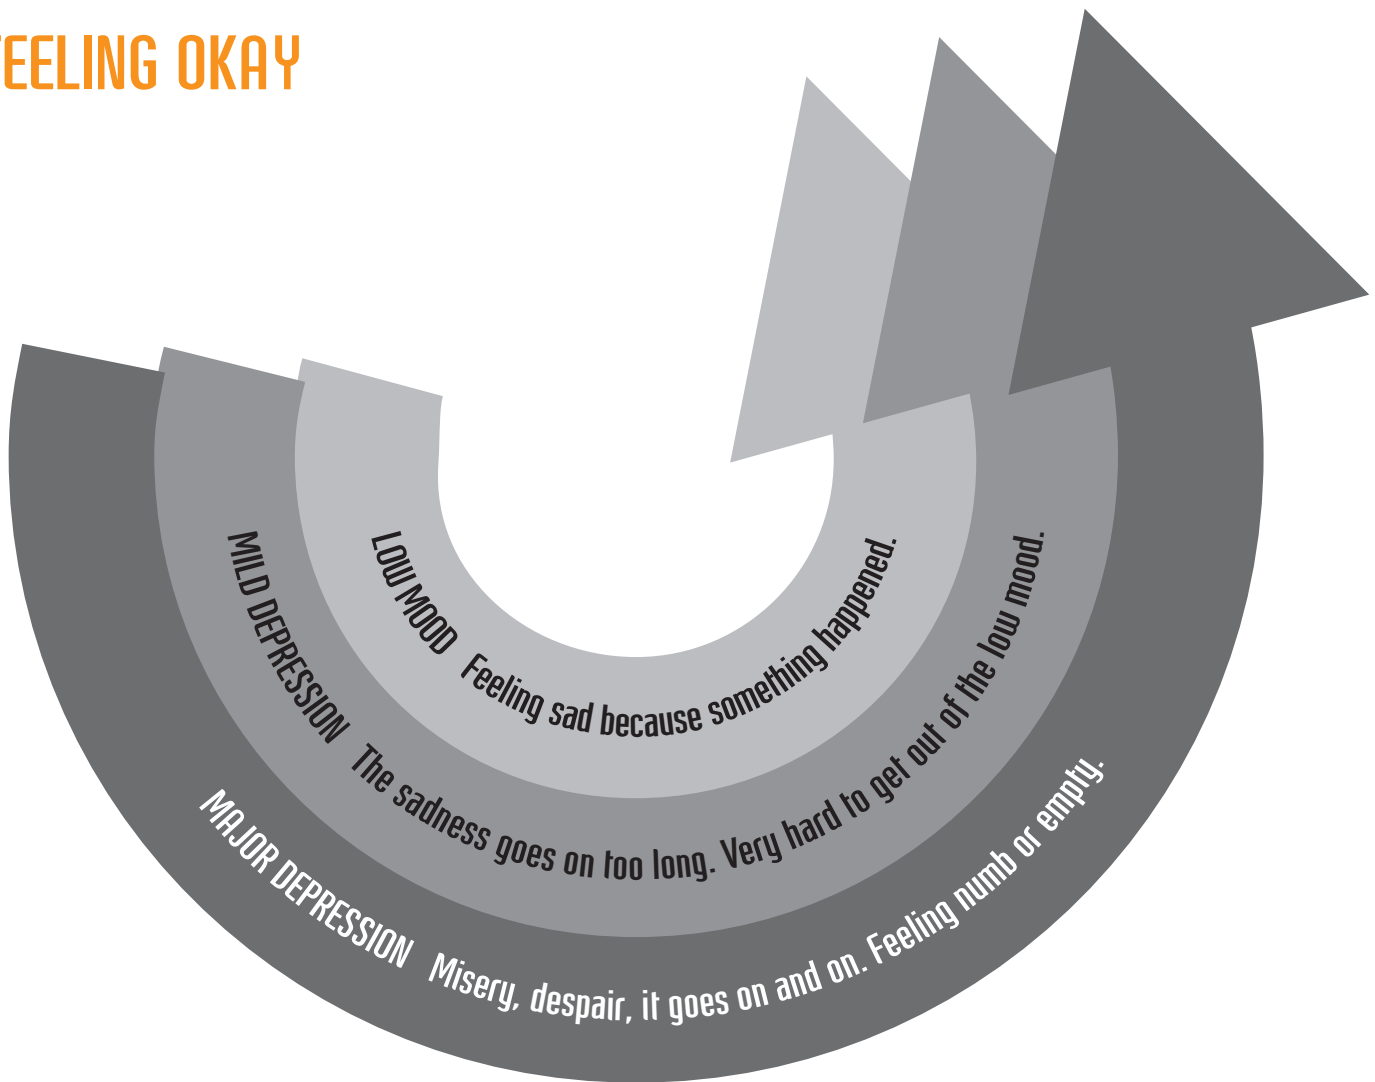 FEELING OKAY
LOW MOOD Feeling sad because something happened.
MILD DEPRESSION The sadness goes on too long. Very hard to get out of the low mood.
MAJOR DEPRESSION Misery, despair, it goes on and on. Feeling numb or empty.